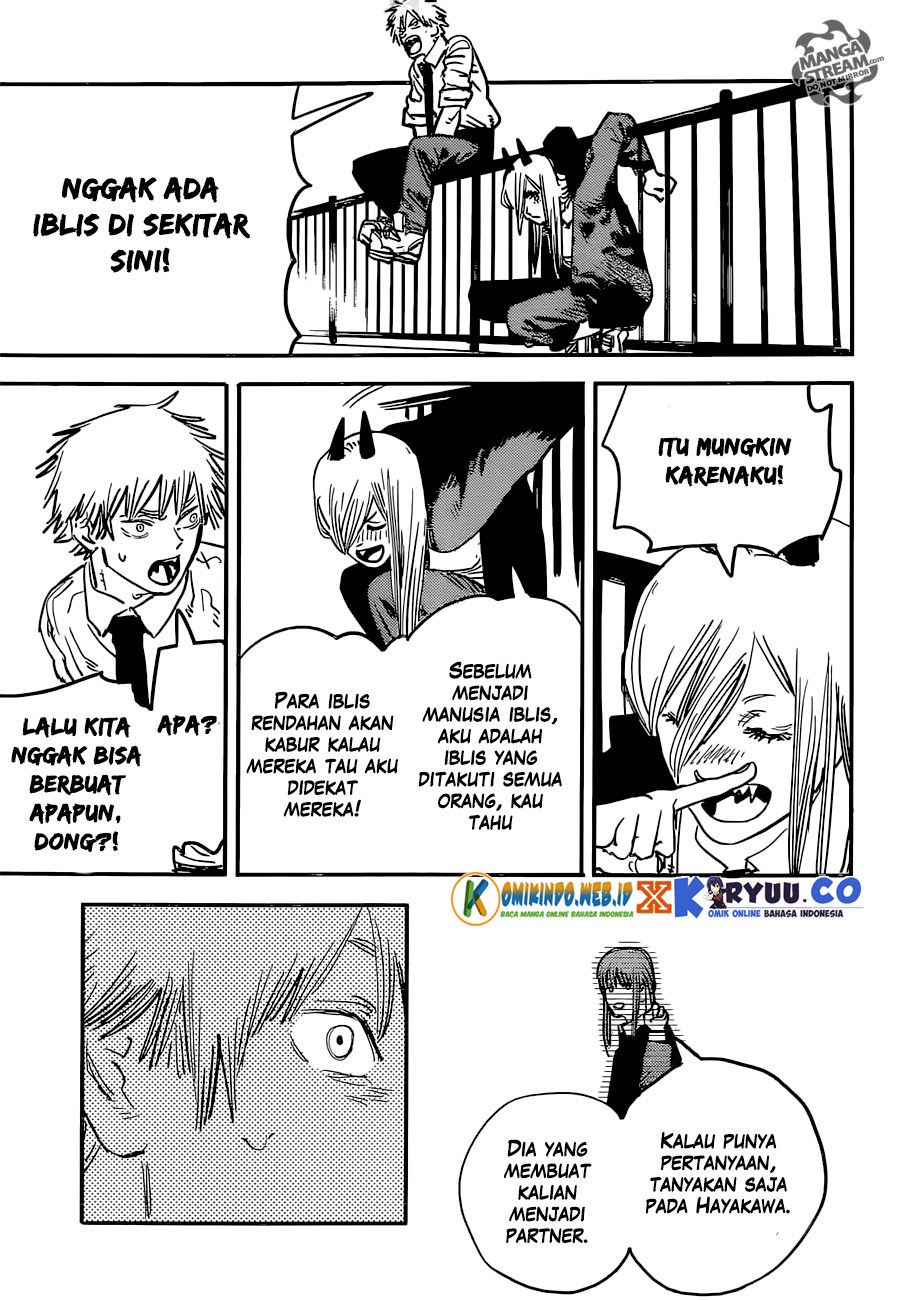 MANGA
STREAM.com
DO NOT MIRROR
NGGAK ADA
IBLIS DI SEKITAR
SINI!
ITU MUNGKIN
KARENAKU!
SEBELUM
MENJADI
MANUSIA IBLIS,
AKU ADALAH
IBLIS YANG
DITAKUTI SEMUA
ORANG, KAU
TAHU
PARA IBLIS
RENDAHAN AKAN
KABUR KALAU
MEREKA TAU AKU
DIDEKAT
MEREKA!
APA?
LALU KITA
NGGAK BISA
BERBUAT
APAPUN,
DONG?!
KOMIKINDO.WEB.ID
BACA MANGA ONLINE BAHASA INDONESIA
X
KIRYUU.CO
OMIK ONLINE BAHASA INDONESIA
KALAU PUNYA
PERTANYAAN,
TANYAKAN SAJA
PADA HAYAKAWA.
DIA YANG
MEMBUAT
KALIAN
MENJADI
PARTNER.